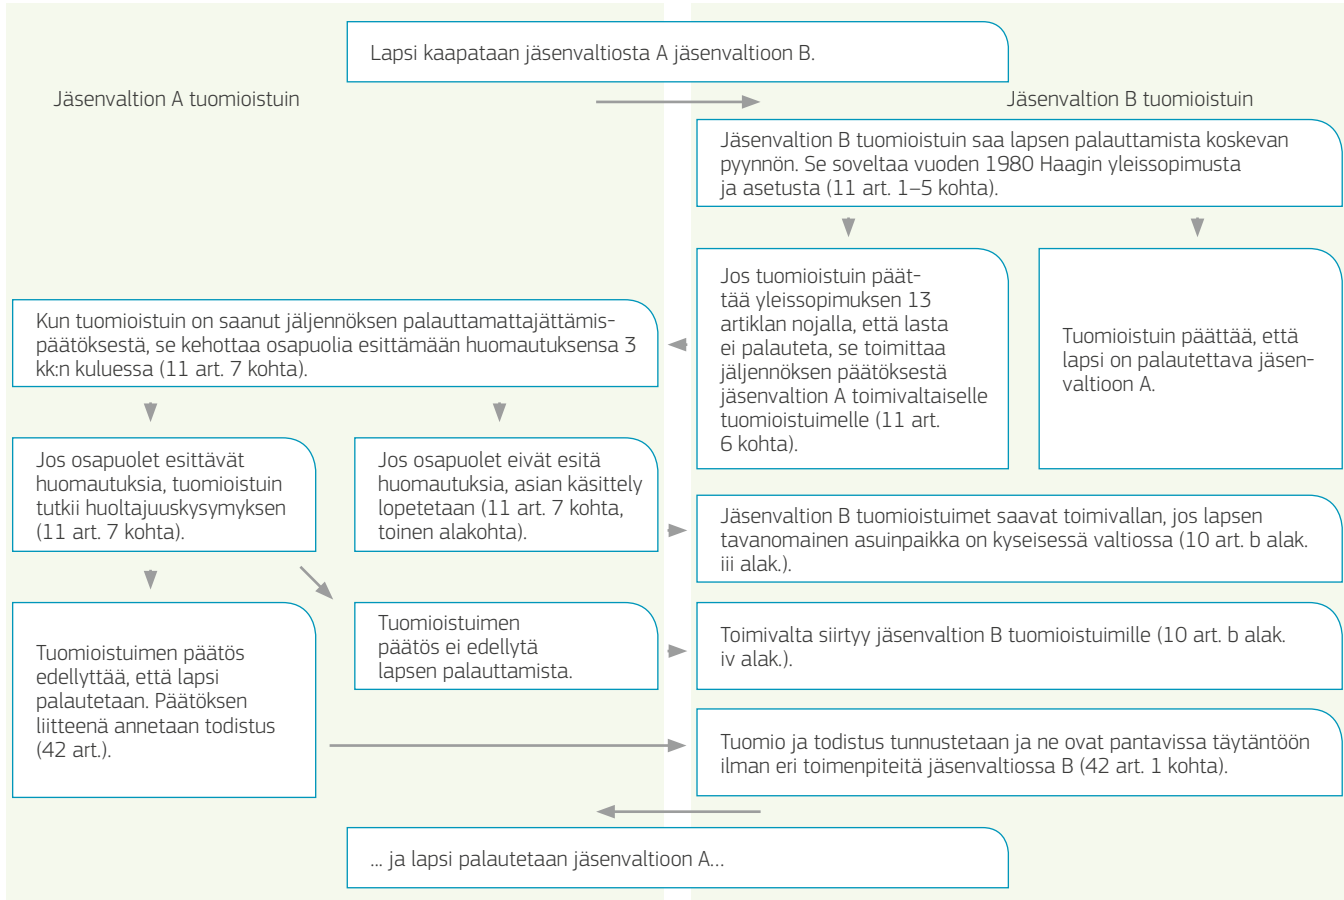 Lapsi kaapataan jäsenvaltiosta A jäsenvaltioon B.
Jäsenvaltion A tuomioistuin
Jäsenvaltion B tuomioistuin
Jäsenvaltion B tuomioistuin saa lapsen palauttamista koskevan
pyynnön. Se soveltaa vuoden 1980 Haagin yleissopimusta
ja asetusta (11 art. 1–5 kohta).
Jos tuomioistuin päät-
tää yleissopimuksen 13
artiklan nojalla, että lasta
ei palauteta, se toimittaa
jäljennöksen päätöksestä
jäsenvaltion A toimivaltaiselle
tuomioistuimelle (11 art.
6 kohta).
Tuomioistuin päättää, että
lapsi on palautettava jäsen-
valtioon A.
Kun tuomioistuin on saanut jäljennöksen palauttamattajättämis-
päätöksestä, se kehottaa osapuolia esittämään huomautuksensa 3
kk:n kuluessa (11 art. 7 kohta).
Jos osapuolet esittävät
huomautuksia, tuomioistuin
tutkii huoltajuuskysymyksen
(11 art. 7 kohta).
Jos osapuolet eivät esitä
huomautuksia, asian käsittely
lopetetaan (11 art. 7 kohta,
toinen alakohta).
Jäsenvaltion B tuomioistuimet saavat toimivallan, jos lapsen
tavanomainen asuinpaikka on kyseisessä valtiossa (10 art. b alak.
iii alak.).
Tuomioistuimen päätös
edellyttää, että lapsi
palautetaan. Päätöksen
liitteenä annetaan todistus
(42 art.).
Tuomioistuimen
päätös ei edellytä
lapsen palauttamista.
Toimivalta siirtyy jäsenvaltion B tuomioistuimille (10 art. b alak.
iv alak.).
Tuomio ja todistus tunnustetaan ja ne ovat pantavissa täytäntöön
ilman eri toimenpiteitä jäsenvaltiossa B (42 art. 1 kohta).
... ja lapsi palautetaan jäsenvaltioon A...